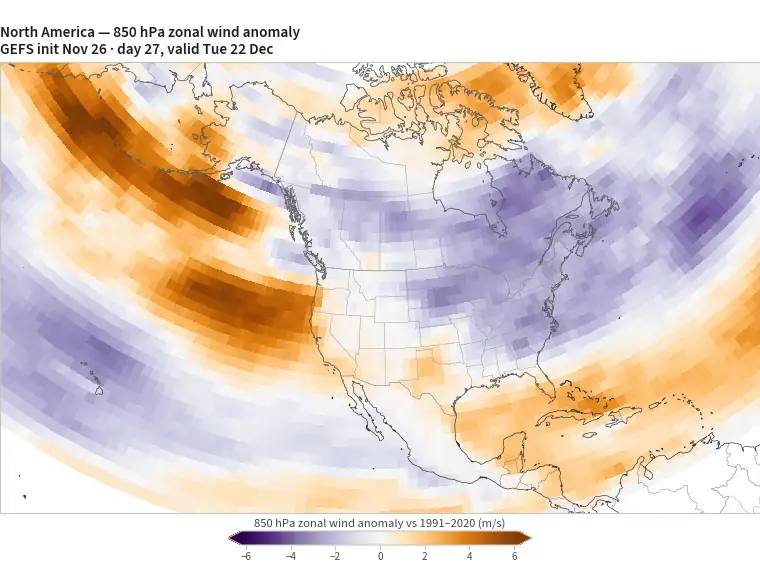 North America — 850 hPa zonal wind anomaly
GEFS init Nov 26 · day 27, valid Tue 22 Dec
850 hPa zonal wind anomaly vs 1991–2020 (m/s)
−6 −4 −2 0 2 4 6